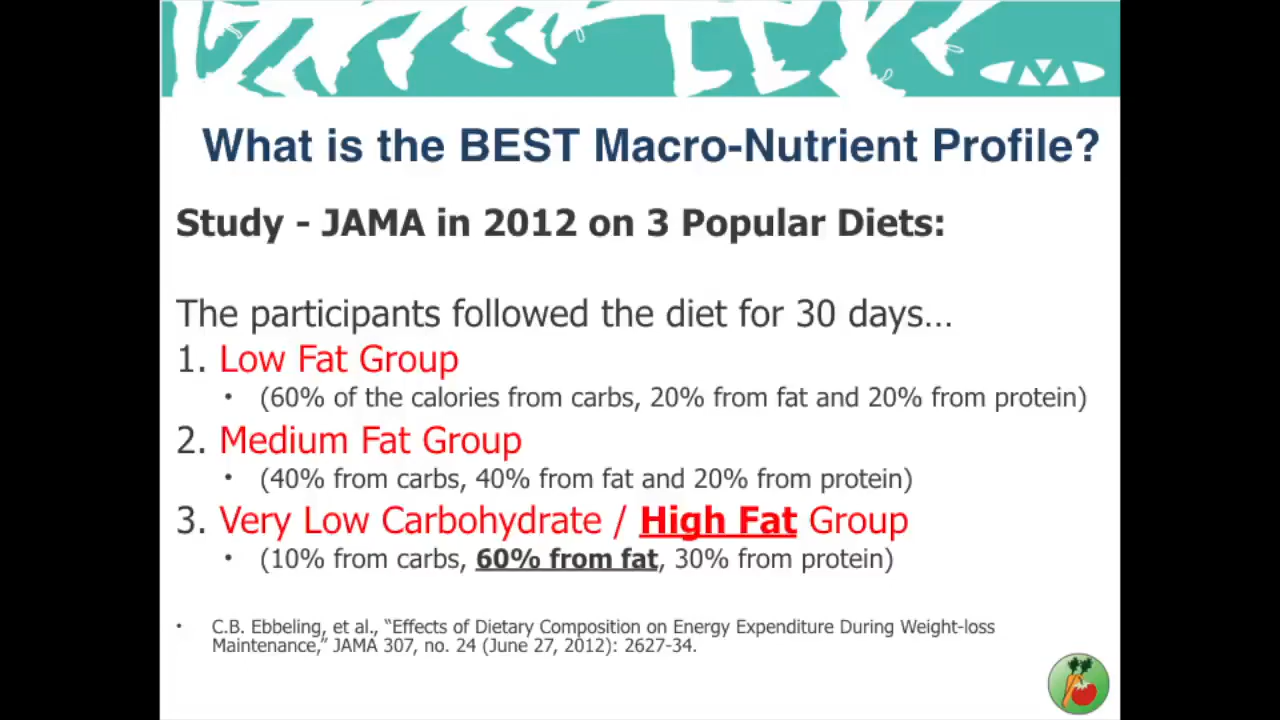 What is the BEST Macro-Nutrient Profile?
Study - JAMA in 2012 on 3 Popular Diets:
The participants followed the diet for 30 days…
1. Low Fat Group
• (60% of the calories from carbs, 20% from fat and 20% from protein)
2. Medium Fat Group
• (40% from carbs, 40% from fat and 20% from protein)
3. Very Low Carbohydrate / High Fat Group
• (10% from carbs, 60% from fat, 30% from protein)
• C.B. Ebbeling, et al., “Effects of Dietary Composition on Energy Expenditure During Weight-loss
Maintenance,” JAMA 307, no. 24 (June 27, 2012): 2627-34.